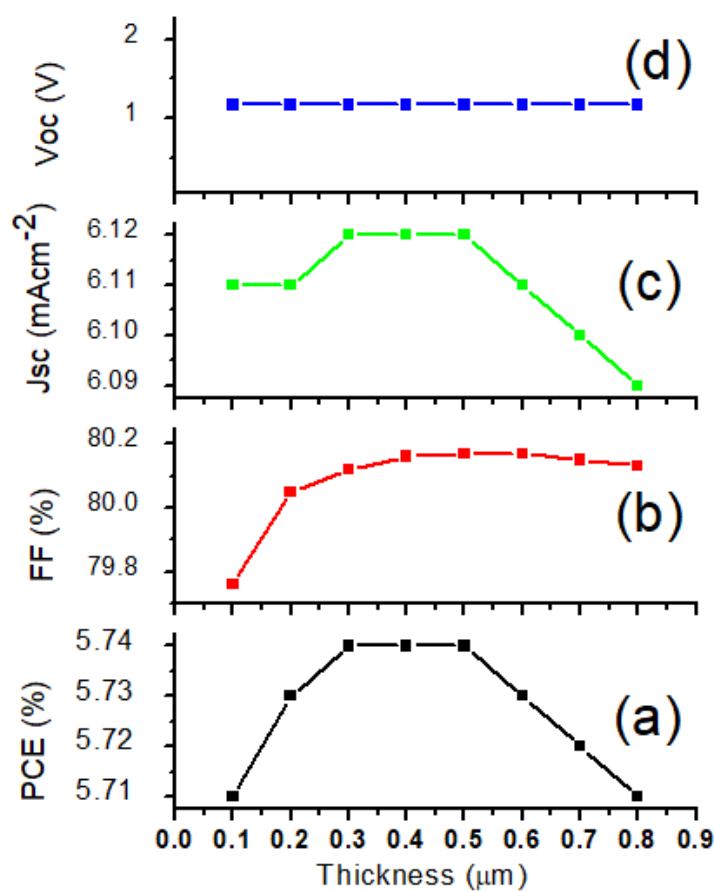 Voc (V)
2
1
(d)
Jsc (mAcm⁻²)
6.12
6.11
6.10
6.09
(c)
FF (%)
80.2
80.0
79.8
(b)
PCE (%)
5.74
5.73
5.72
5.71
(a)
0.0 0.1 0.2 0.3 0.4 0.5 0.6 0.7 0.8 0.9
Thickness (μm)